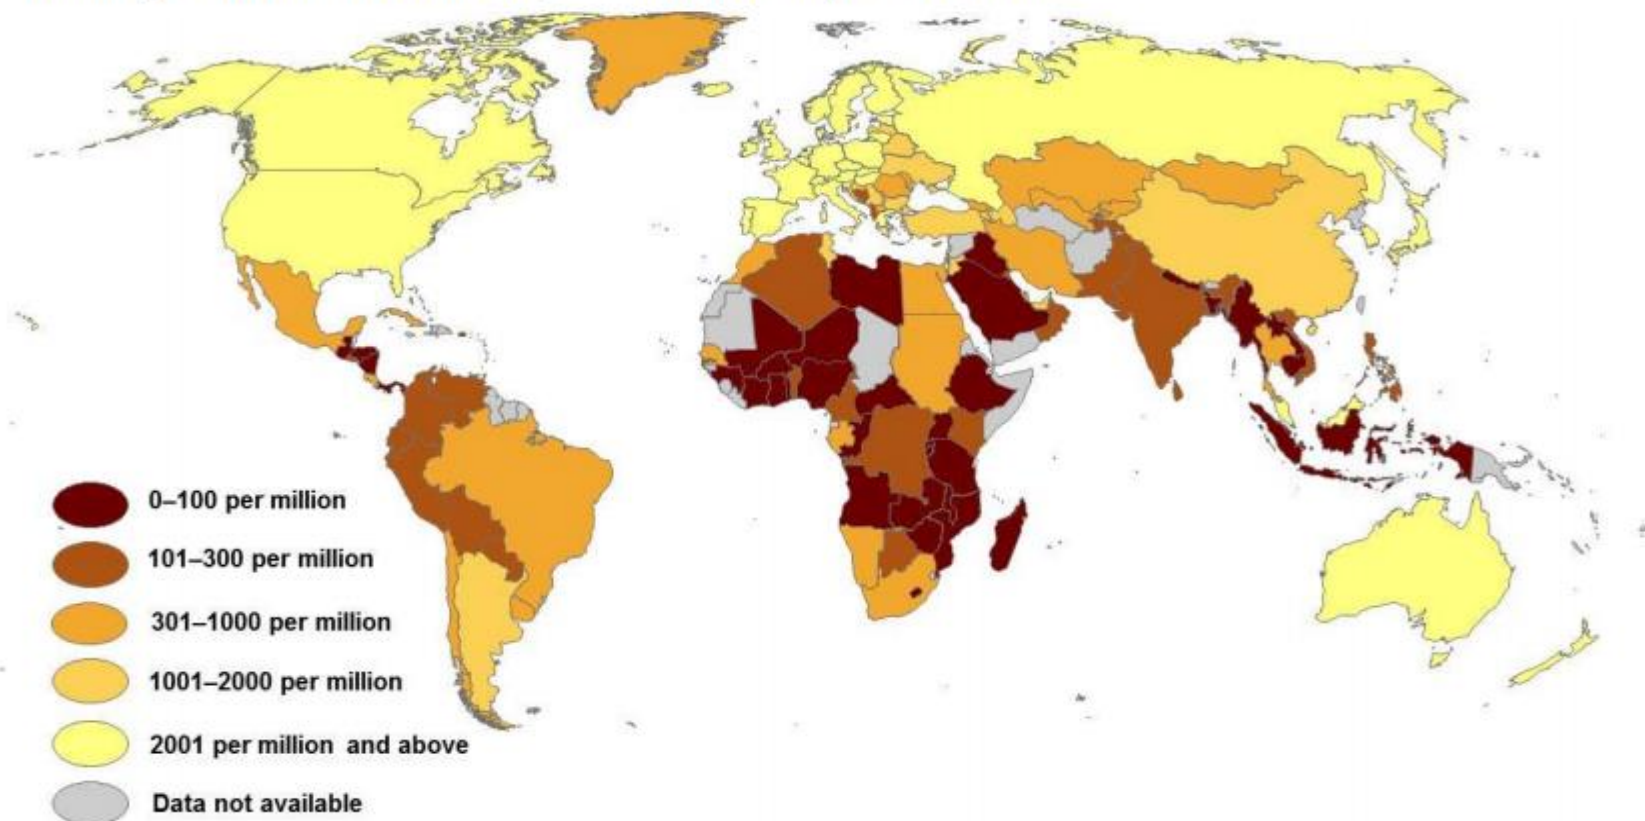 0–100 per million
101–300 per million
301–1000 per million
1001–2000 per million
2001 per million and above
Data not available